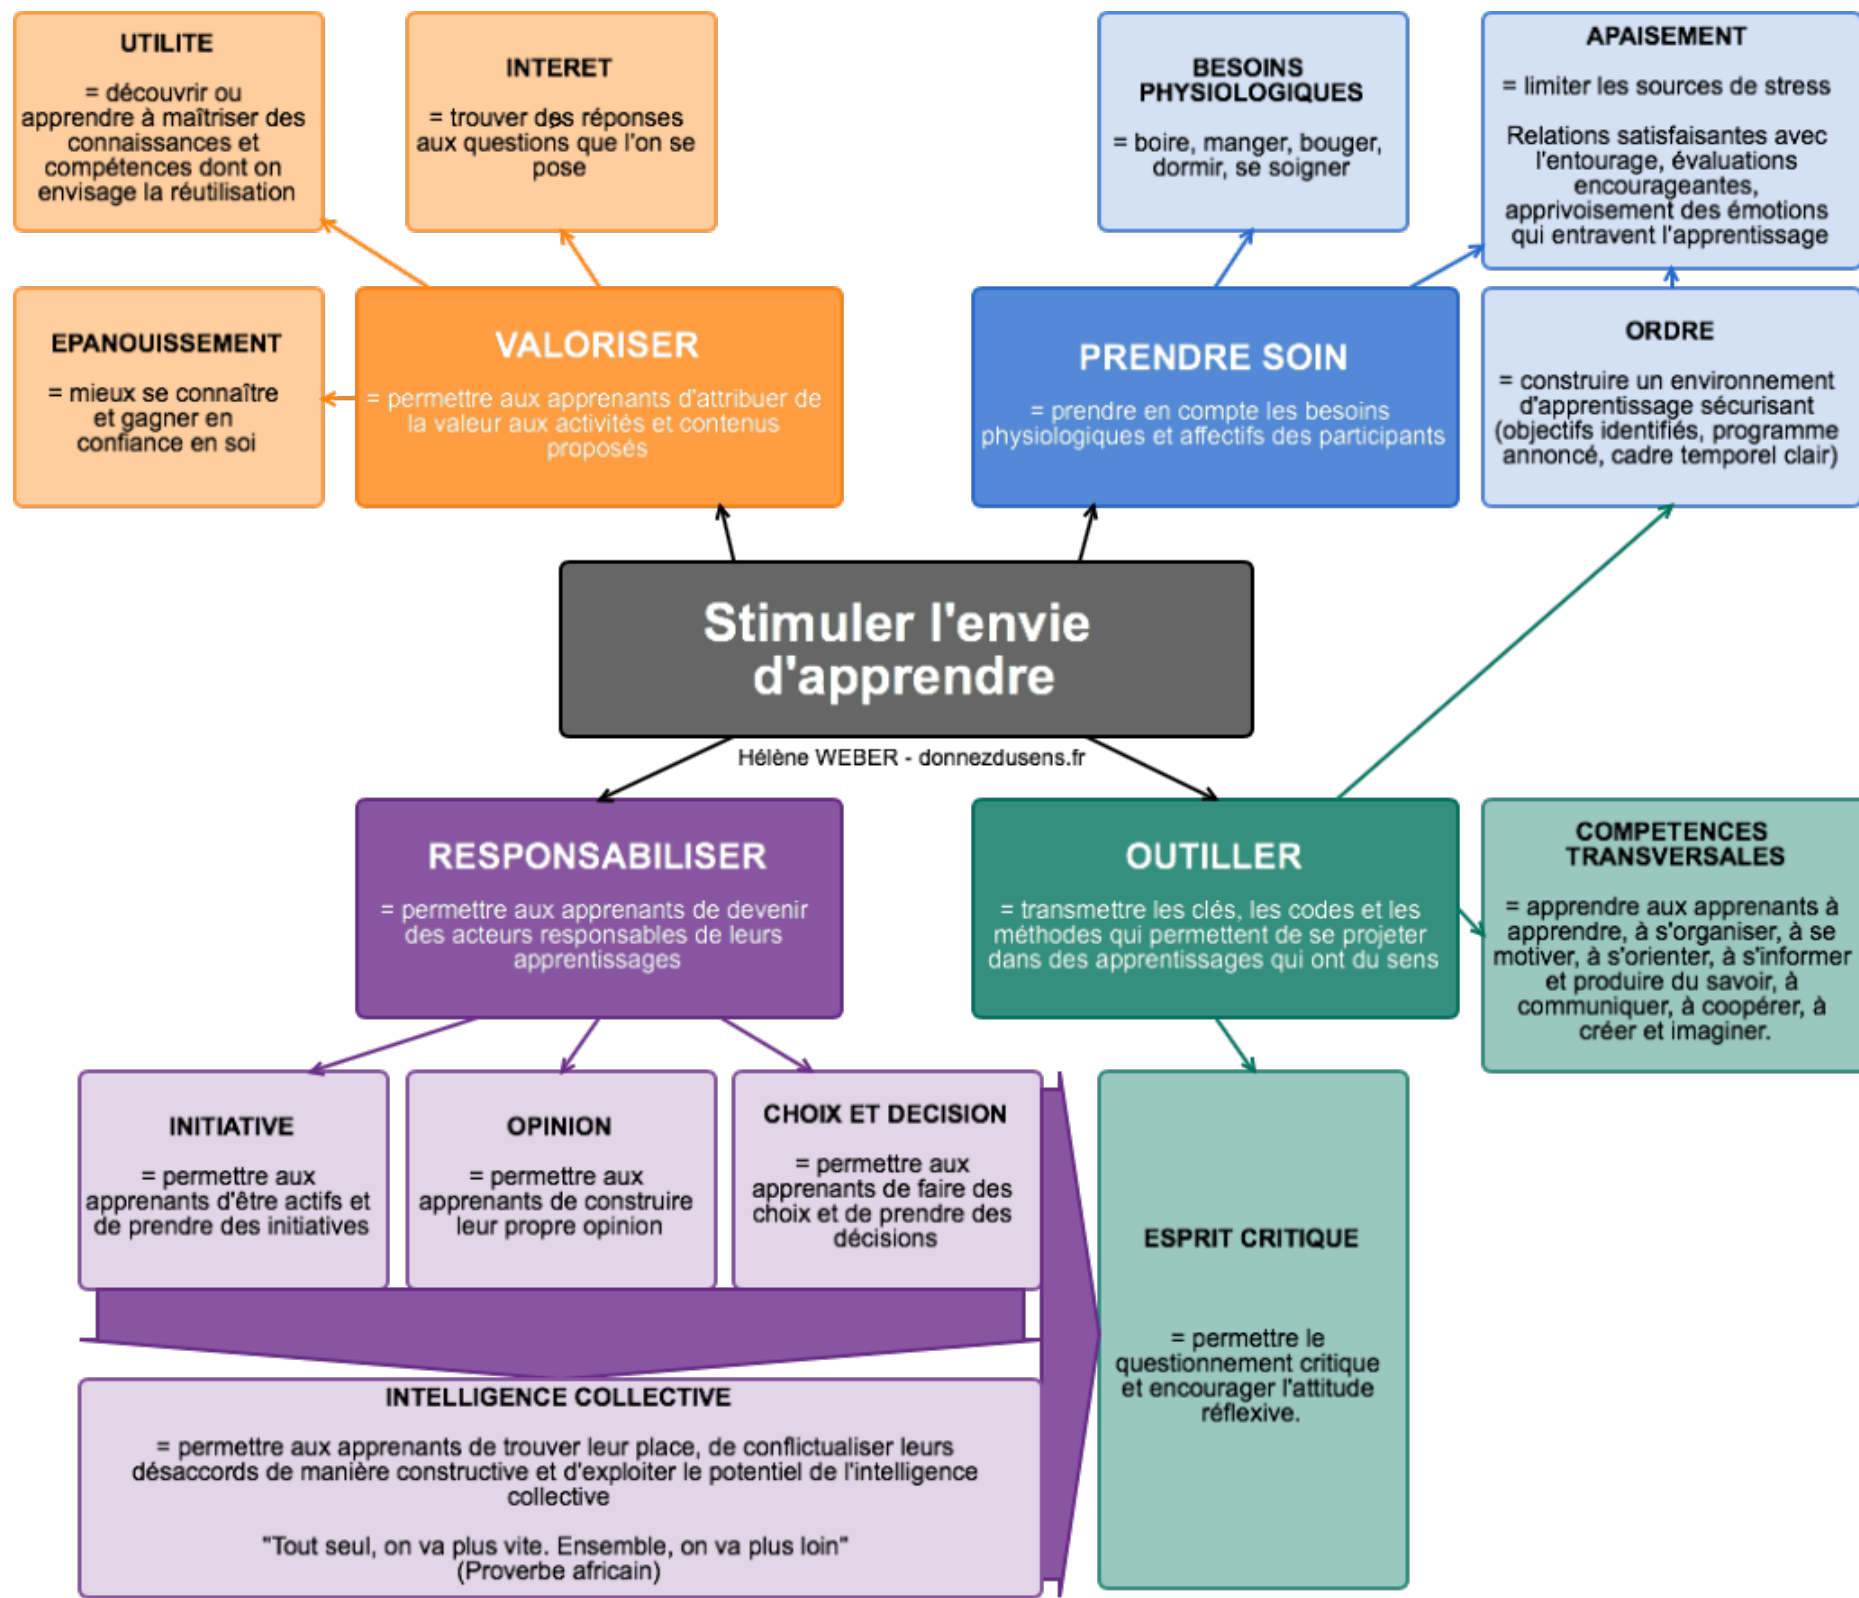 UTILITE
= découvrir ou
apprendre à maîtriser des
connaissances et
compétences dont on
envisage la réutilisation
INTERET
= trouver des réponses
aux questions que l'on se
pose
BESOINS
PHYSIOLOGIQUES
= boire, manger, bouger,
dormir, se soigner
APAISEMENT
= limiter les sources de stress
Relations satisfaisantes avec
l'entourage, évaluations
encourageantes,
apprivoisement des émotions
qui entravent l'apprentissage
EPANOUISSEMENT
= mieux se connaître
et gagner en
confiance en soi
VALORISER
= permettre aux apprenants d'attribuer de
la valeur aux activités et contenus
proposés
PRENDRE SOIN
= prendre en compte les besoins
physiologiques et affectifs des participants
ORDRE
= construire un environnement
d'apprentissage sécurisant
(objectifs identifiés, programme
annoncé, cadre temporel clair)
Stimuler l'envie
d'apprendre
Hélène WEBER - donnezdusens.fr
RESPONSABILISER
= permettre aux apprenants de devenir
des acteurs responsables de leurs
apprentissages
OUTILLER
= transmettre les clés, les codes et les
méthodes qui permettent de se projeter
dans des apprentissages qui ont du sens
COMPETENCES
TRANSVERSALES
= apprendre aux apprenants à
apprendre, à s'organiser, à se
motiver, à s'orienter, à s'informer
et produire du savoir, à
communiquer, à coopérer, à
créer et imaginer.
INITIATIVE
= permettre aux
apprenants d'être actifs et
de prendre des initiatives
OPINION
= permettre aux
apprenants de construire
leur propre opinion
CHOIX ET DECISION
= permettre aux
apprenants de faire des
choix et de prendre des
décisions
ESPRIT CRITIQUE
= permettre le
questionnement critique
et encourager l'attitude
réflexive.
INTELLIGENCE COLLECTIVE
= permettre aux apprenants de trouver leur place, de conflictualiser leurs
désaccords de manière constructive et d'exploiter le potentiel de l'intelligence
collective
"Tout seul, on va plus vite. Ensemble, on va plus loin"
(Proverbe africain)